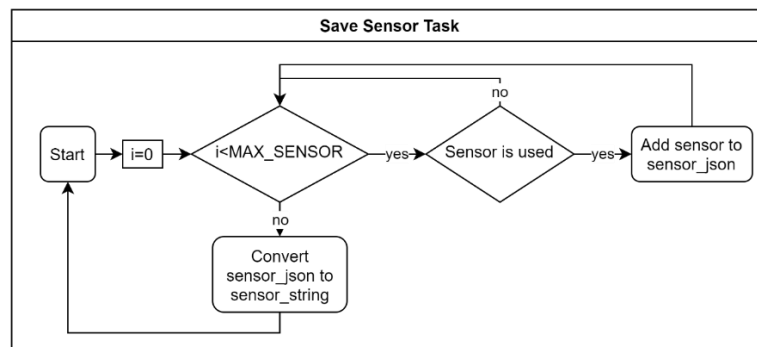 Save Sensor Task
no
Start
i=0
i<MAX_SENSOR
yes
Sensor is used
yes
Add sensor to
sensor_json
no
Convert
sensor_json to
sensor_string